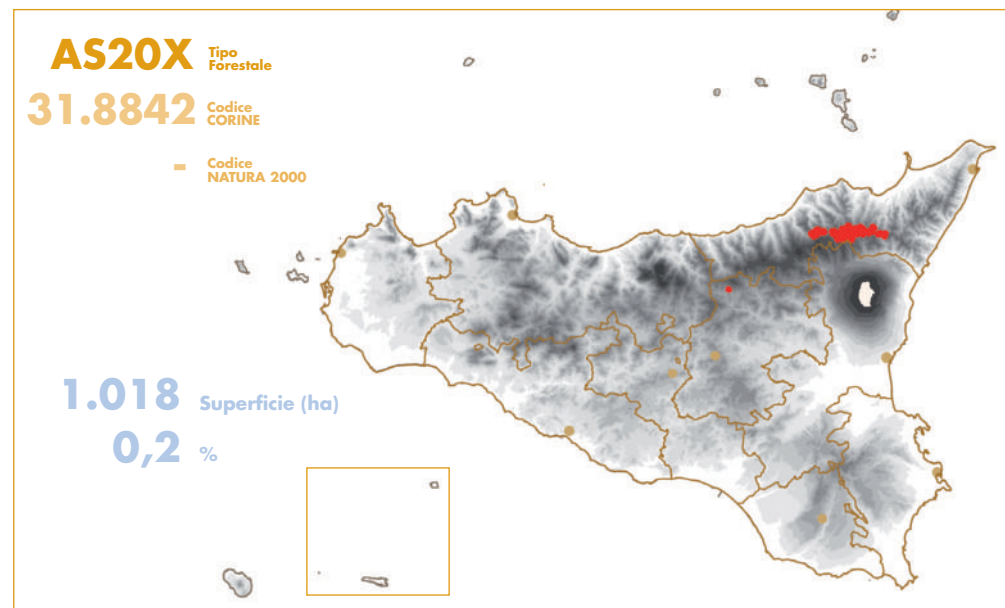 AS20X Tipo
Forestale
31.8842 Codice
CORINE
- Codice
NATURA 2000
1.018 Superficie (ha)
0,2 %